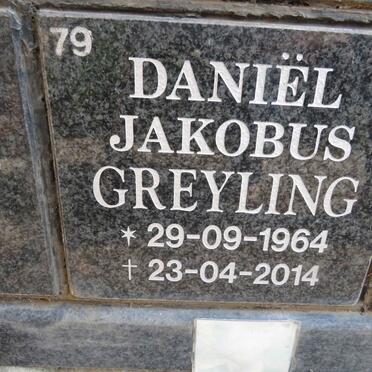 79
DANIËL
JAKOBUS
GREYLING
* 29-09-1964
† 23-04-2014